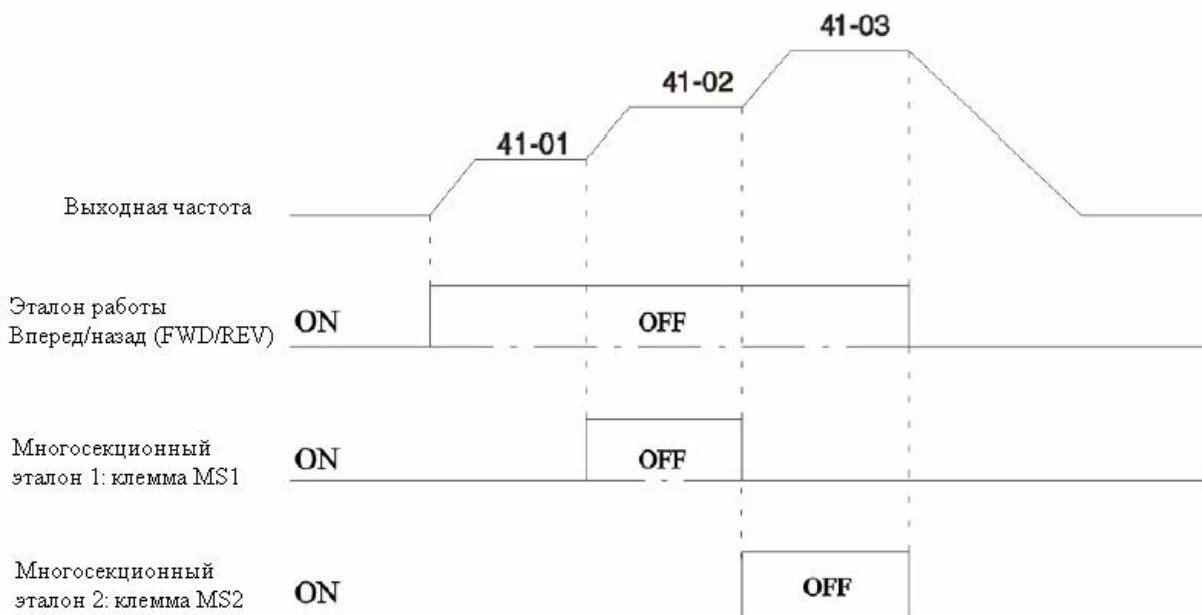 41-03
41-02
41-01
Выходная частота
Эталон работы
Вперед/назад (FWD/REV)
ON
OFF
Многосекционный
эталон 1: клемма MS1
ON
OFF
Многосекционный
эталон 2: клемма MS2
ON
OFF